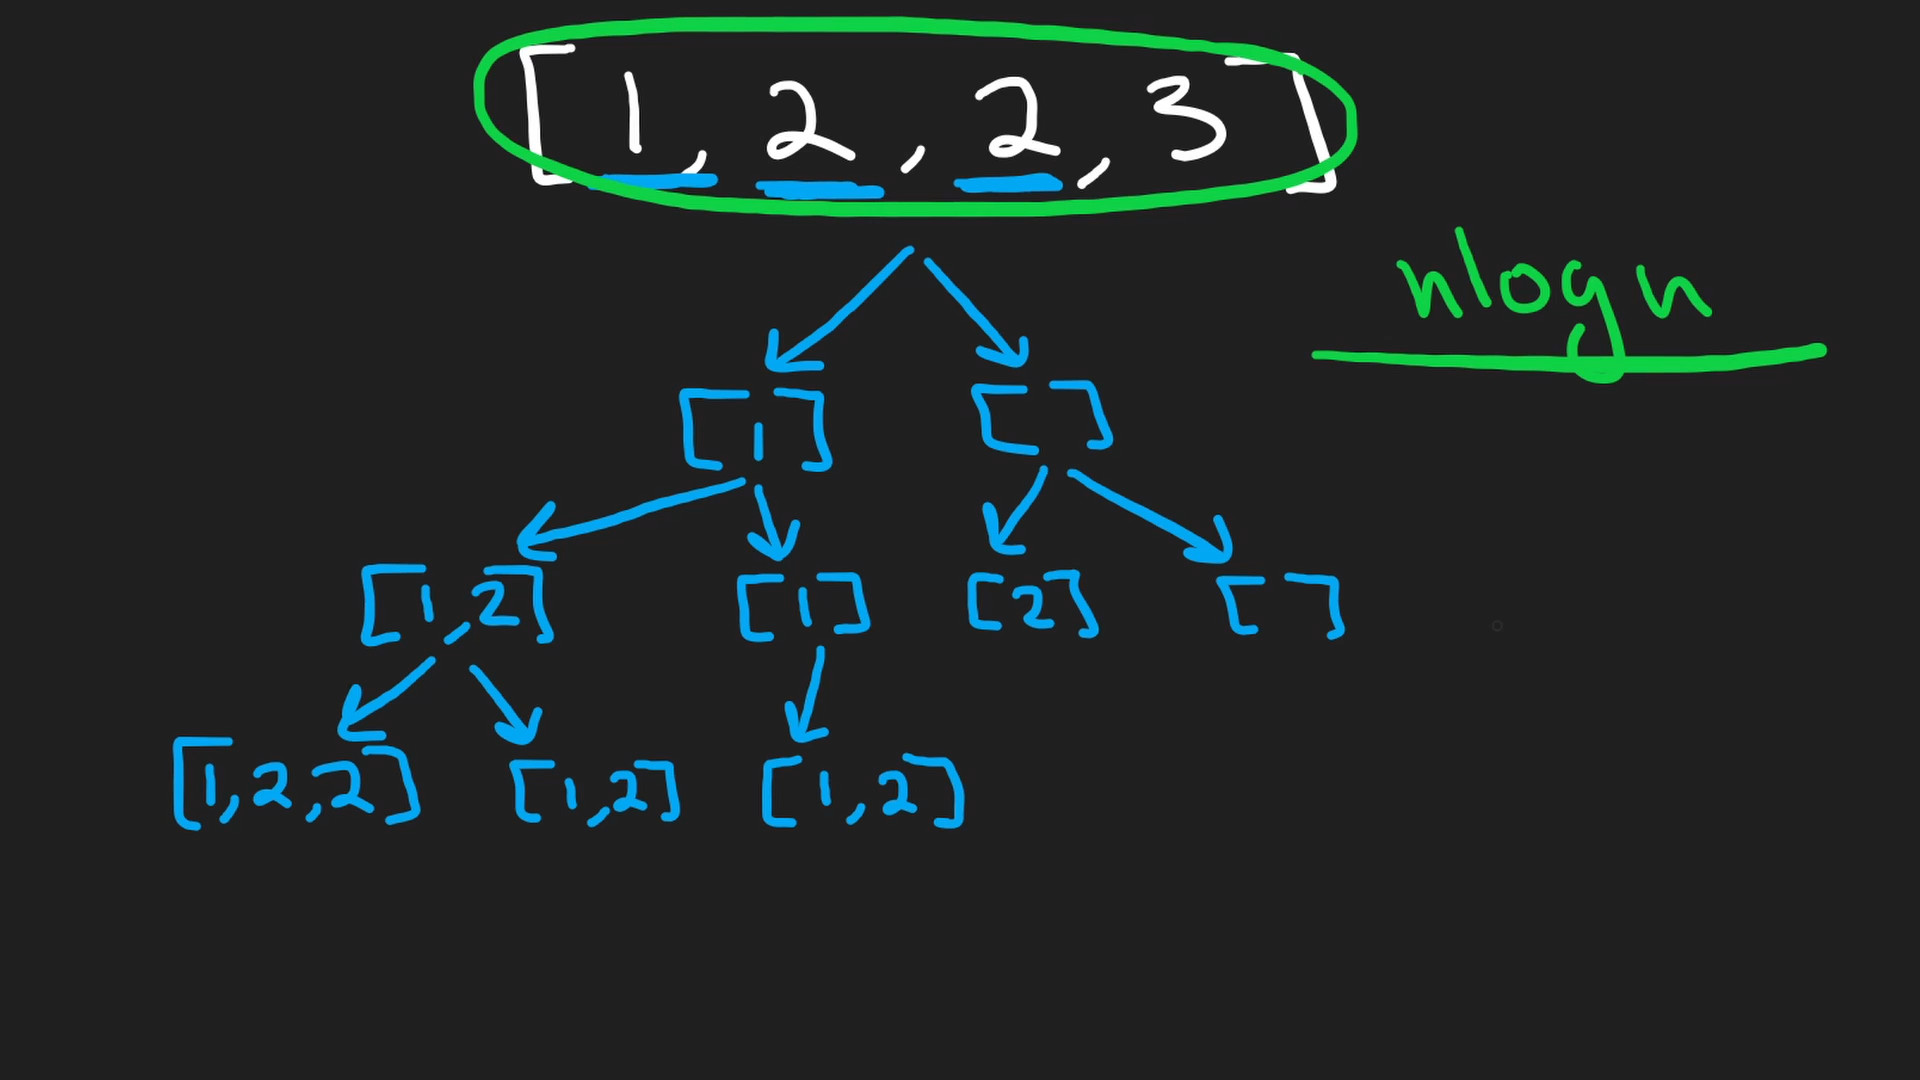 [1, 2, 2, 3]
nlogn
[1] []
[1,2] [1] [2] []
[1,2,2] [1,2] [1,2]